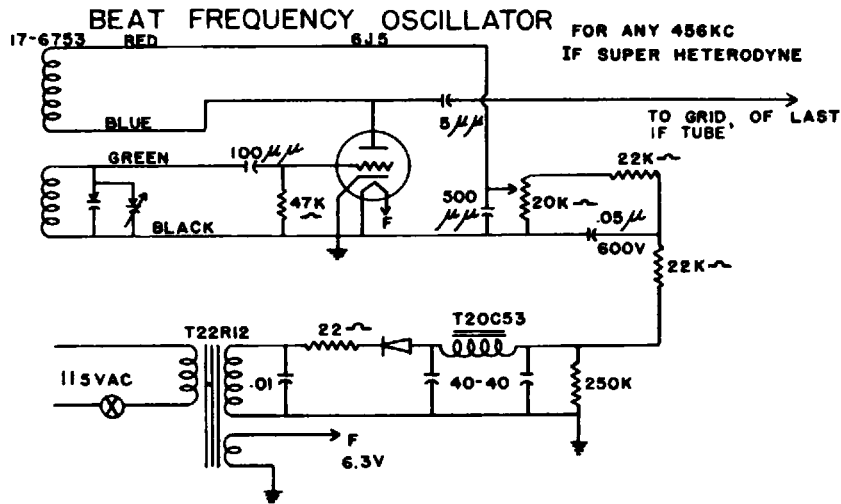 BEAT FREQUENCY OSCILLATOR
FOR ANY 456KC
IF SUPER HETERODYNE
17-6753
RED
6J5
BLUE
5μμ
TO GRID, OF LAST
IF TUBE,
GREEN
100μμ
22K Ω
47K
Ω
F
500
μμ
20K Ω
.05μ
600V
BLACK
22K Ω
T22R12
22 Ω
T20C53
115VAC
.01
40-40
250K
F
6.3V